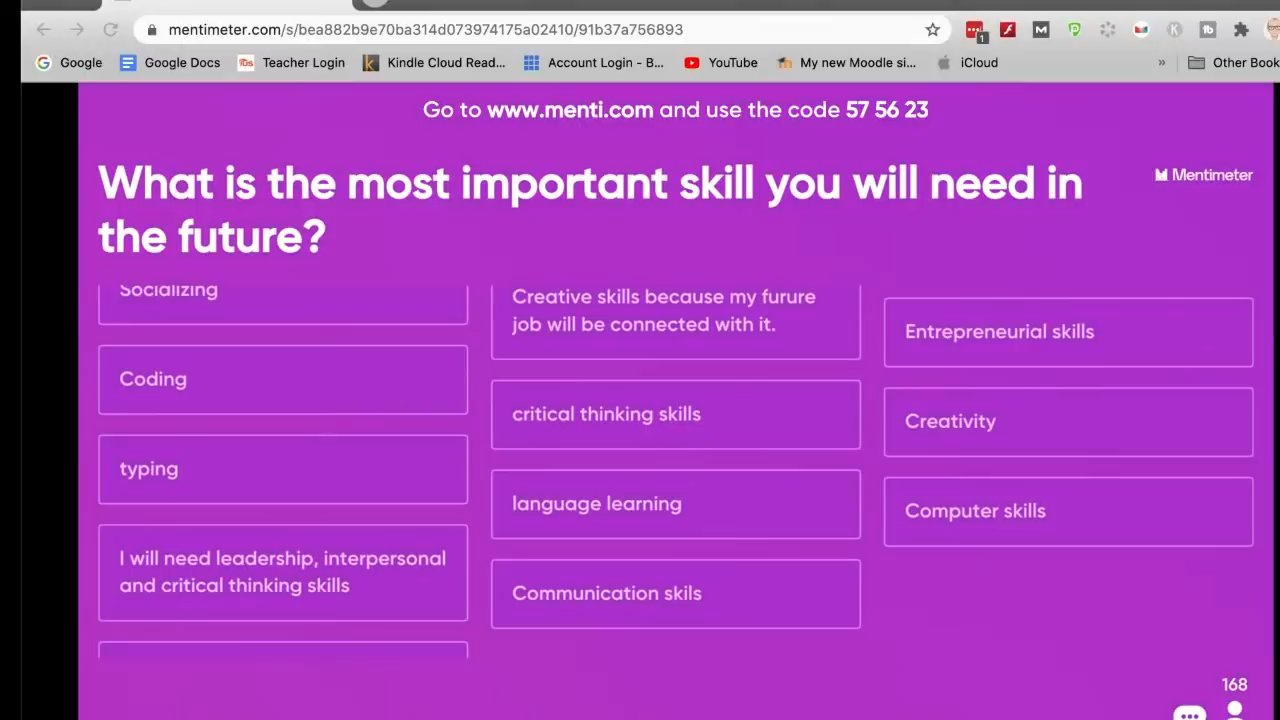 mentimeter.com/s/bea882b9e70ba314d073974175a02410/91b37a756893
1
Google
Google Docs
Teacher Login
Kindle Cloud Read...
Account Login - B...
YouTube
My new Moodle si...
iCloud
»
Other Book
Go to www.menti.com and use the code 57 56 23
What is the most important skill you will need in
the future?
Mentimeter
Socializing
Coding
typing
I will need leadership, interpersonal
and critical thinking skills
Creative skills because my furure
job will be connected with it.
critical thinking skills
language learning
Communication skils
Entrepreneurial skills
Creativity
Computer skills
168